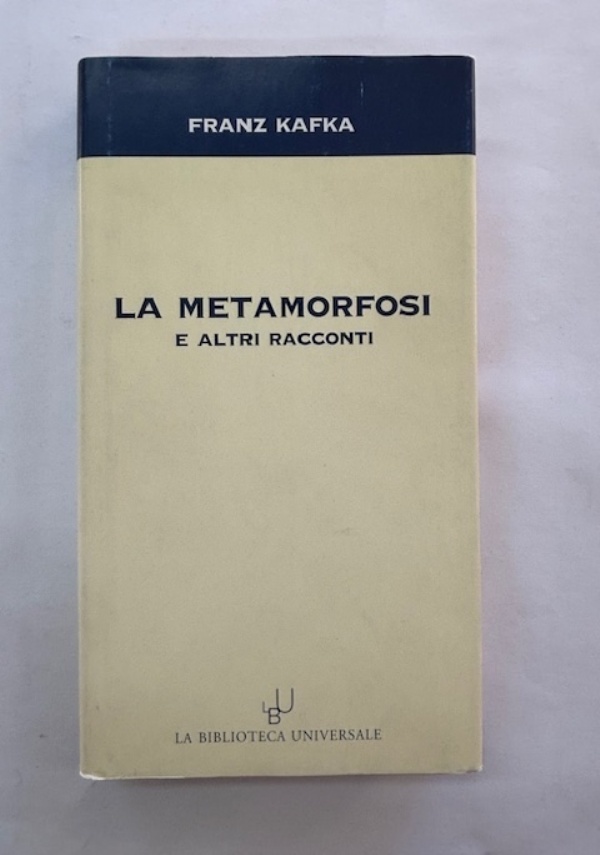 FRANZ KAFKA
LA METAMORFOSI
E ALTRI RACCONTI
LBU
LA BIBLIOTECA UNIVERSALE